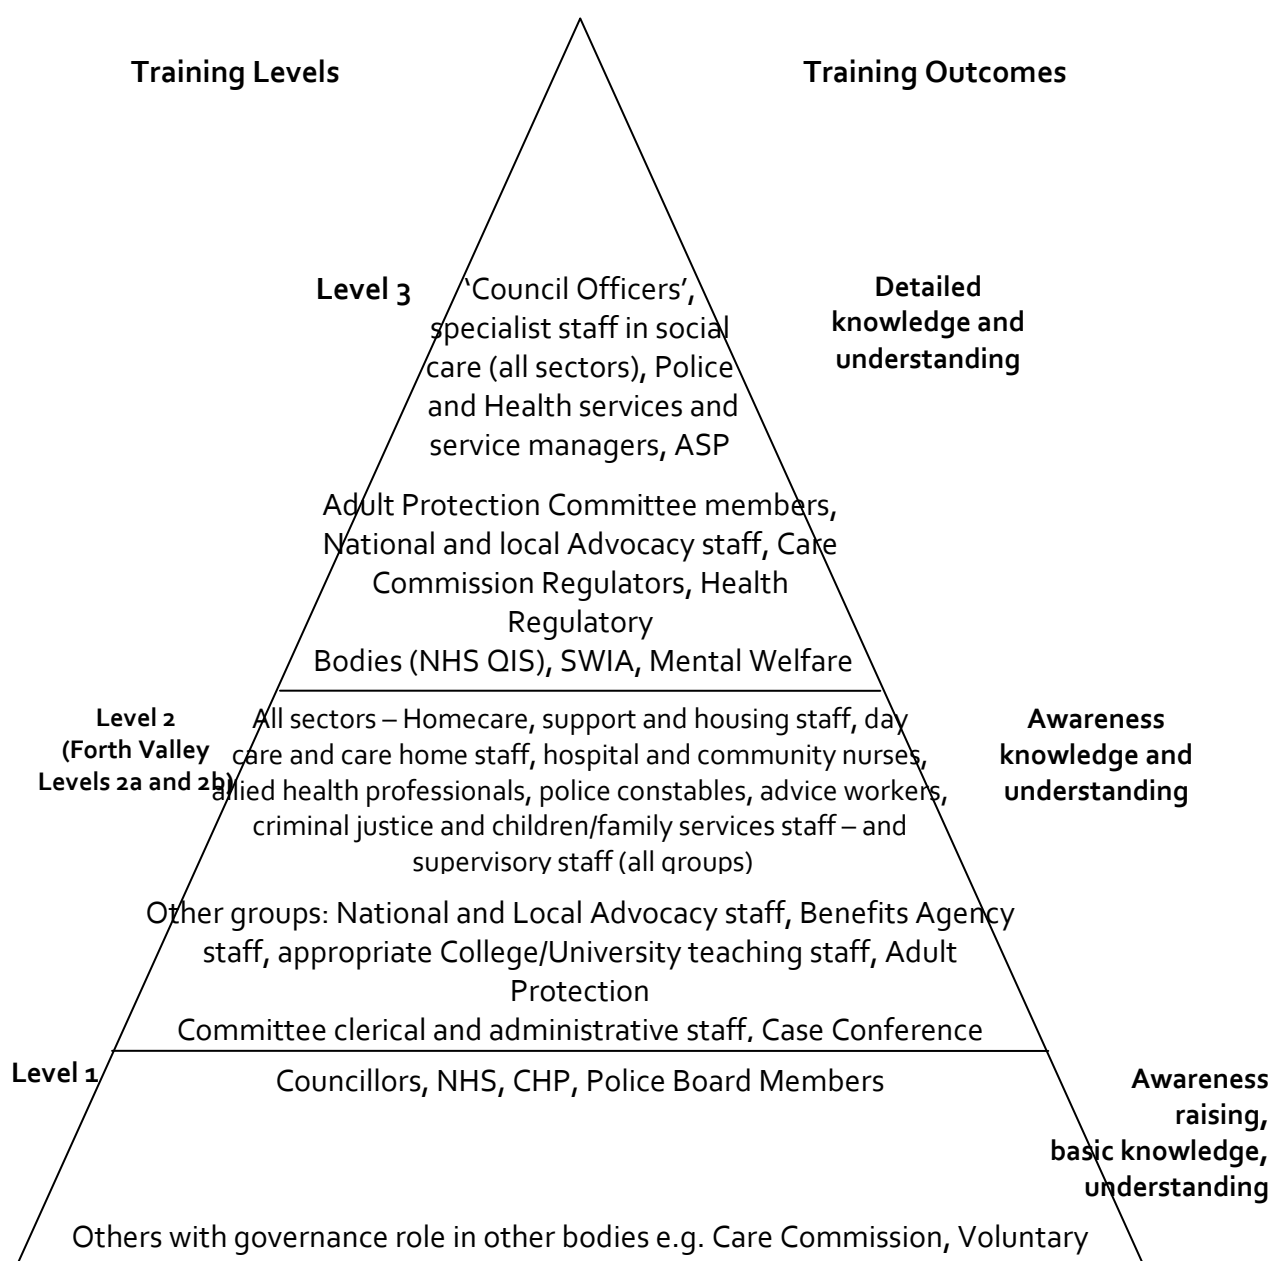 Training Levels
Training Outcomes
Level 3
‘Council Officers’,
specialist staff in social
care (all sectors), Police
and Health services and
service managers, ASP
Detailed
knowledge and
understanding
Adult Protection Committee members,
National and local Advocacy staff, Care
Commission Regulators, Health
Regulatory
Bodies (NHS QIS), SWIA, Mental Welfare
Level 2
(Forth Valley
Levels 2a and 2b)
All sectors – Homecare, support and housing staff, day
care and care home staff, hospital and community nurses,
allied health professionals, police constables, advice workers,
criminal justice and children/family services staff – and
supervisory staff (all groups)
Awareness
knowledge and
understanding
Other groups: National and Local Advocacy staff, Benefits Agency
staff, appropriate College/University teaching staff, Adult
Protection
Committee clerical and administrative staff, Case Conference
Level 1
Councillors, NHS, CHP, Police Board Members
Awareness
raising,
basic knowledge,
understanding
Others with governance role in other bodies e.g. Care Commission, Voluntary